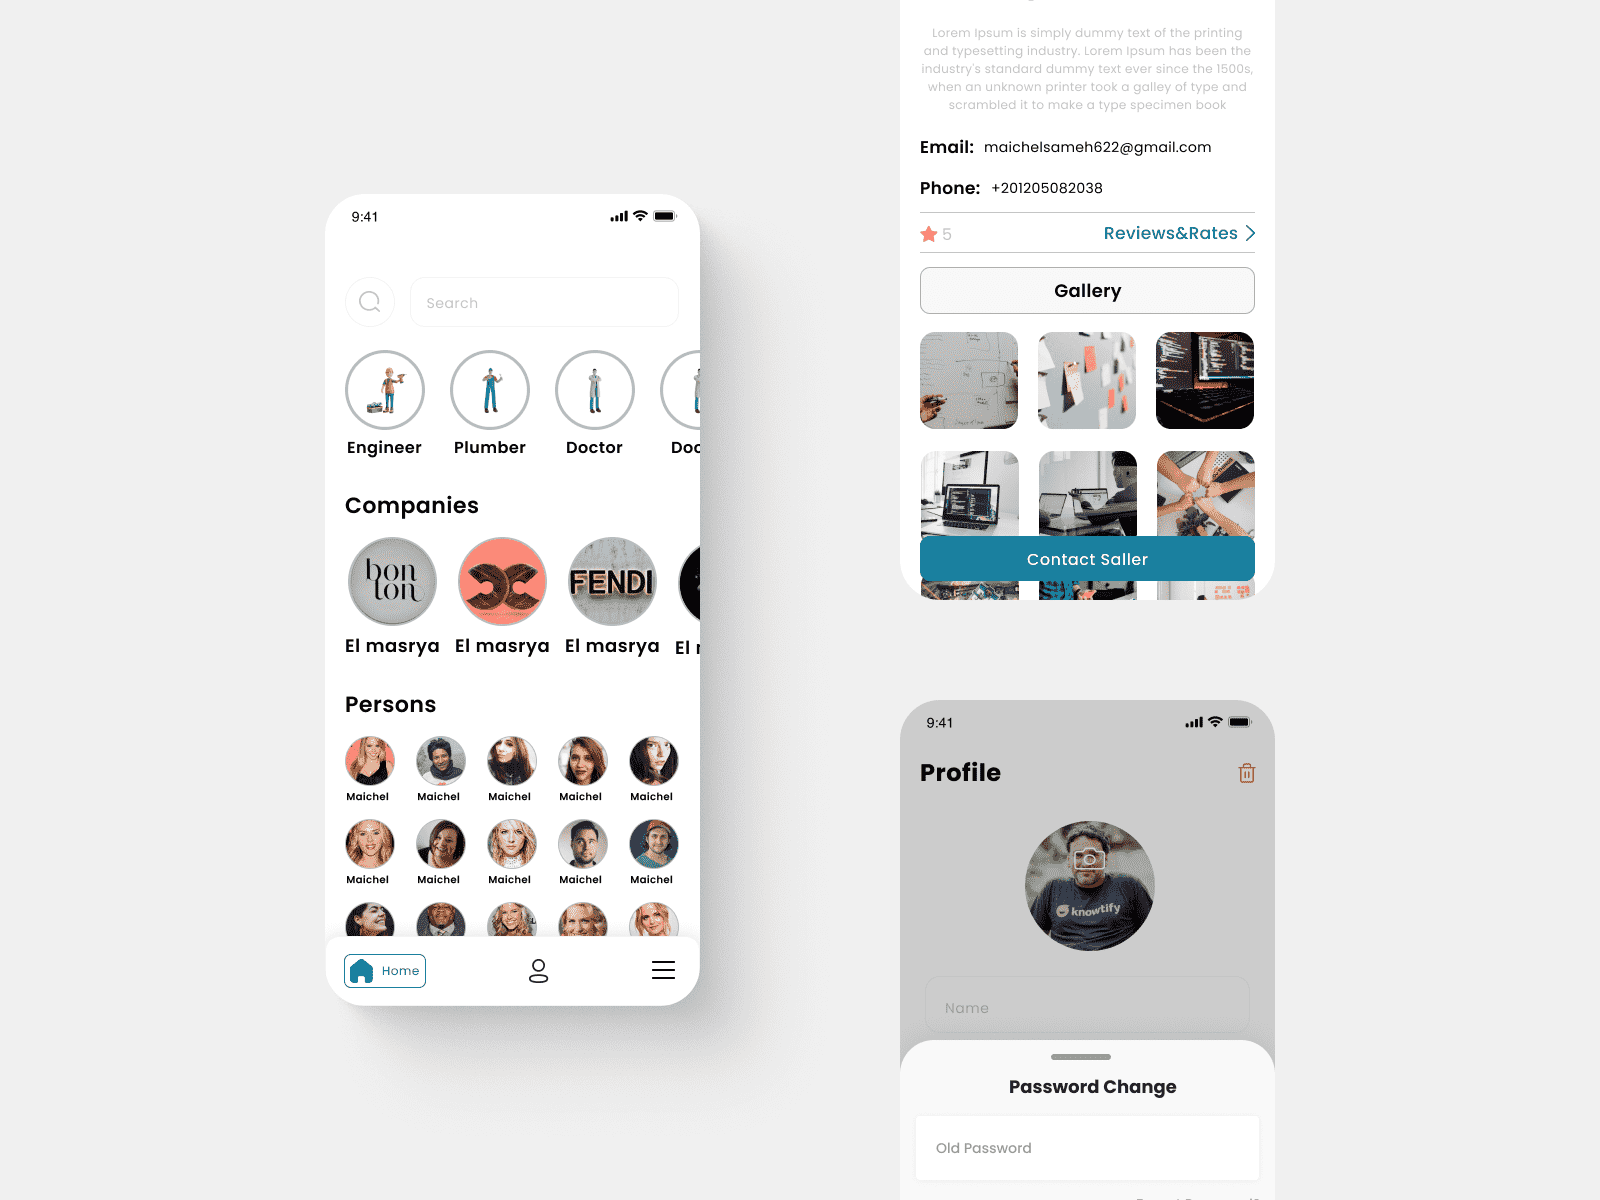 9:41
Search
Engineer Plumber Doctor
Companies
bon
ton
FENDI
El masrya El masrya El masrya El
Persons
Maichel Maichel Maichel Maichel Maichel
Maichel Maichel Maichel Maichel Maichel
Home
Lorem Ipsum is simply dummy text of the printing
and typesetting industry. Lorem Ipsum has been the
industry's standard dummy text ever since the 1500s,
when an unknown printer took a galley of type and
scrambled it to make a type specimen book
Email: maichelsameh622@gmail.com
Phone: +201205082038
5 Reviews&Rates
Gallery
Contact Saller
9:41
Profile
knowtify
Name
Password Change
Old Password